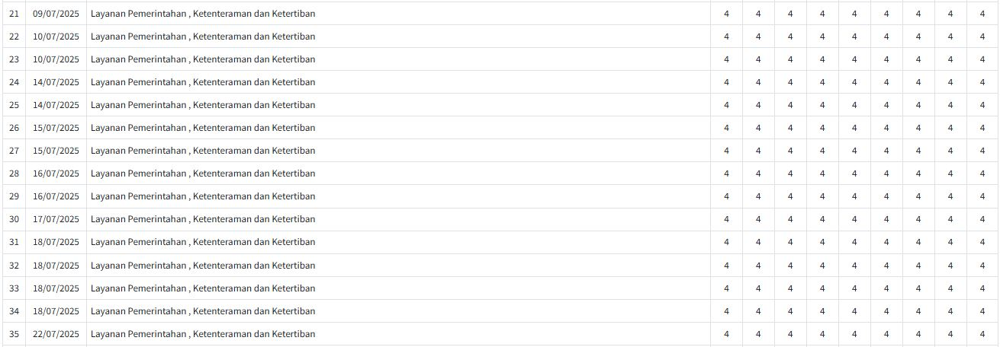 21 09/07/2025 Layanan Pemerintahan , Ketenteraman dan Ketertiban 4 4 4 4 4 4 4 4 4
22 10/07/2025 Layanan Pemerintahan , Ketenteraman dan Ketertiban 4 4 4 4 4 4 4 4 4
23 10/07/2025 Layanan Pemerintahan , Ketenteraman dan Ketertiban 4 4 4 4 4 4 4 4 4
24 14/07/2025 Layanan Pemerintahan , Ketenteraman dan Ketertiban 4 4 4 4 4 4 4 4 4
25 14/07/2025 Layanan Pemerintahan , Ketenteraman dan Ketertiban 4 4 4 4 4 4 4 4 4
26 15/07/2025 Layanan Pemerintahan , Ketenteraman dan Ketertiban 4 4 4 4 4 4 4 4 4
27 15/07/2025 Layanan Pemerintahan , Ketenteraman dan Ketertiban 4 4 4 4 4 4 4 4 4
28 16/07/2025 Layanan Pemerintahan , Ketenteraman dan Ketertiban 4 4 4 4 4 4 4 4 4
29 16/07/2025 Layanan Pemerintahan , Ketenteraman dan Ketertiban 4 4 4 4 4 4 4 4 4
30 17/07/2025 Layanan Pemerintahan , Ketenteraman dan Ketertiban 4 4 4 4 4 4 4 4 4
31 18/07/2025 Layanan Pemerintahan , Ketenteraman dan Ketertiban 4 4 4 4 4 4 4 4 4
32 18/07/2025 Layanan Pemerintahan , Ketenteraman dan Ketertiban 4 4 4 4 4 4 4 4 4
33 18/07/2025 Layanan Pemerintahan , Ketenteraman dan Ketertiban 4 4 4 4 4 4 4 4 4
34 18/07/2025 Layanan Pemerintahan , Ketenteraman dan Ketertiban 4 4 4 4 4 4 4 4 4
35 22/07/2025 Layanan Pemerintahan , Ketenteraman dan Ketertiban 4 4 4 4 4 4 4 4 4